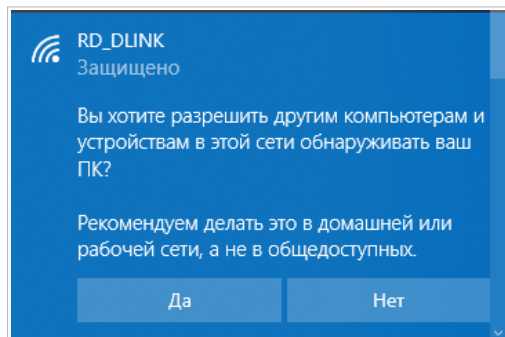 RD_DLINK
Защищено
Вы хотите разрешить другим компьютерам и
устройствам в этой сети обнаруживать ваш
ПК?
Рекомендуем делать это в домашней или
рабочей сети, а не в общедоступных.
Да
Нет